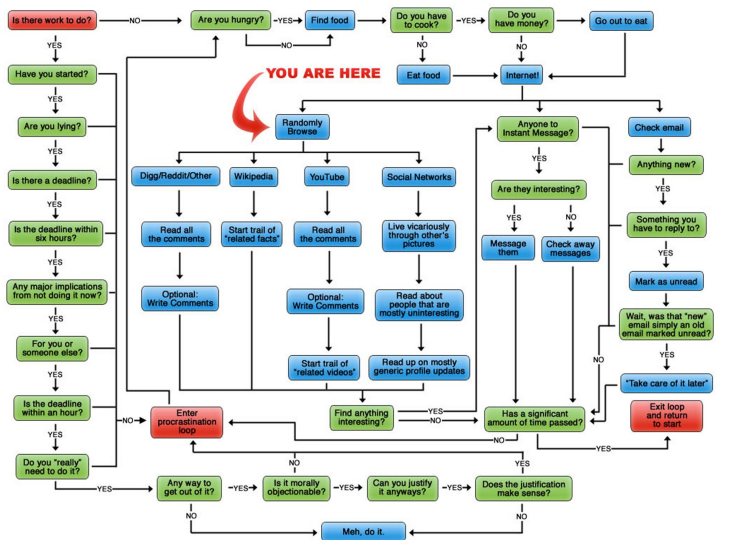 Is there work to do?
NO
Are you hungry?
YES
Find food
Do you have
to cook?
YES
Do you
have money?
Go out to eat
YES
NO
NO
NO
Have you started?
Eat food
Internet!
YOU ARE HERE
YES
Are you lying?
Randomly
Browse
Anyone to
Instant Message?
Check email
YES
YES
Anything new?
Is there a deadline?
Digg/Reddit/Other
Wikipedia
YouTube
Social Networks
Are they interesting?
YES
YES
YES
NO
Is the deadline within
six hours?
Read all
the comments
Start trail of
"related facts"
Read all
the comments
Live vicariously
through other's
pictures
Message
them
Check away
messages
Something you
have to reply to?
YES
YES
Any major implications
from not doing it now?
Optional:
Write Comments
Optional:
Write Comments
Read about
people that are
mostly uninteresting
Mark as unread
YES
Wait, was that "new"
email simply an old
email marked unread?
For you or
someone else?
NO
YES
YES
Start trail of
"related videos"
Read up on mostly
generic profile updates
"Take care of it later"
Is the deadline
within an hour?
NO
Enter
procrastination
loop
Find anything
interesting?
YES
NO
Has a significant
amount of time passed?
Exit loop
and return
to start
YES
NO
YES
Do you "really"
need to do it?
NO
YES
YES
Any way to
get out of it?
YES
Is it morally
objectionable?
YES
Can you justify
it anyways?
YES
Does the justification
make sense?
NO
NO
Meh, do it.